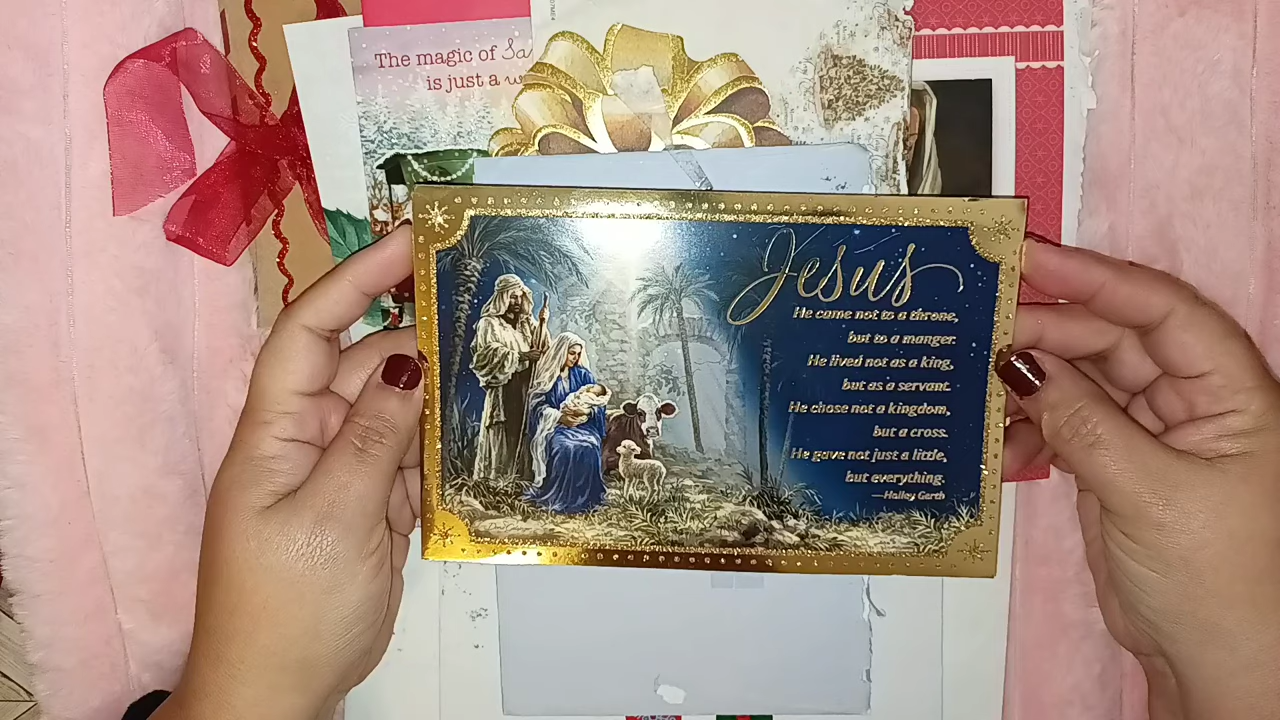 The magic of
is just a
Jesus
He came not to a throne,
but to a manger.
He lived not as a king,
but as a servant.
He chose not a kingdom,
but a cross.
He gave not just a little,
but everything.
—Holley Gerth